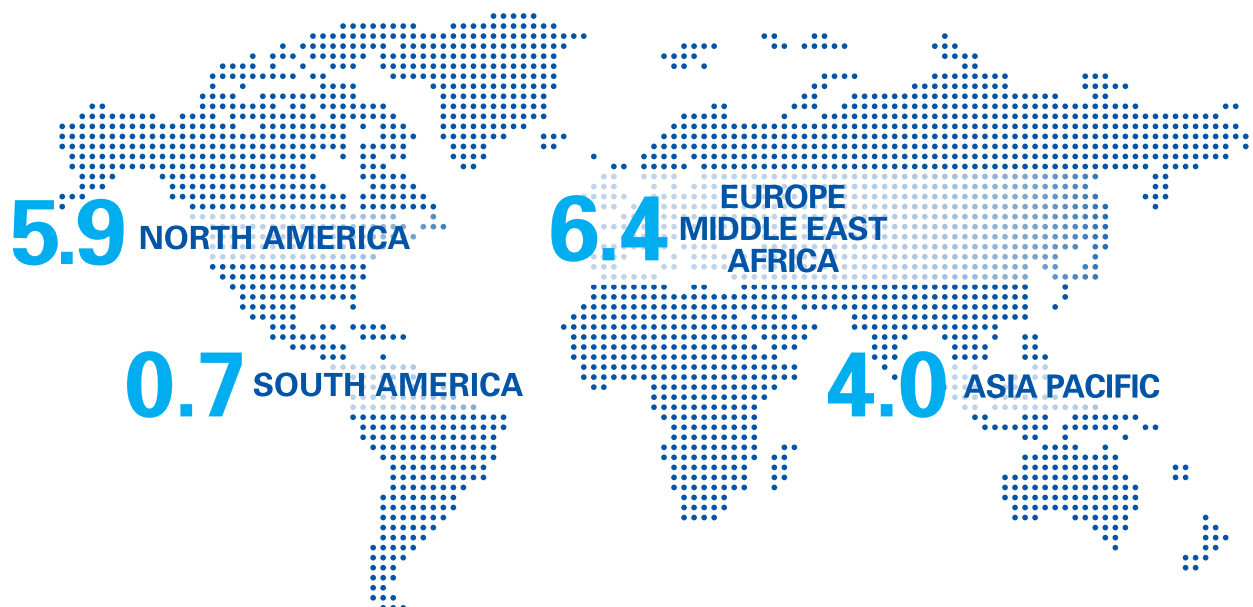 5.9 NORTH AMERICA
6.4 EUROPE
MIDDLE EAST
AFRICA
0.7 SOUTH AMERICA
4.0 ASIA PACIFIC